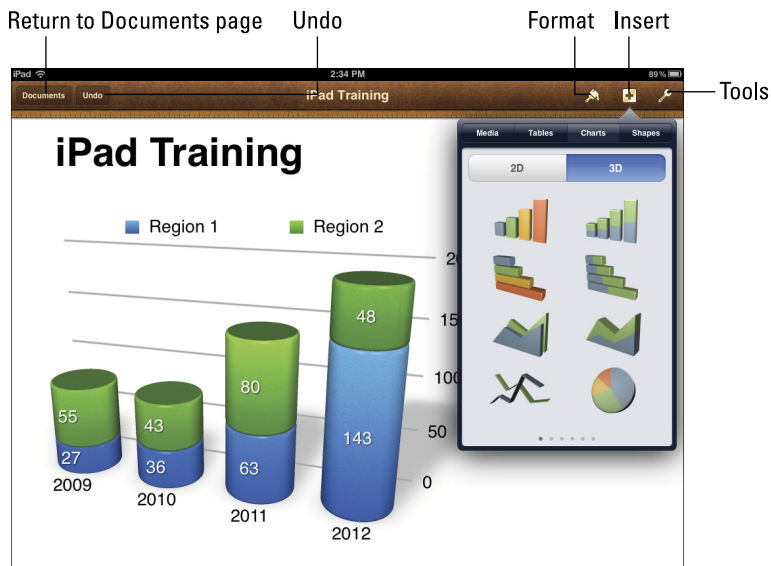 Return to Documents page Undo Format Insert
iPad 2:34 PM 89 %
Documents Undo iPad Training
Tools
Media Tables Charts Shapes
iPad Training
2D 3D
Region 1 Region 2
15
100
50
0
48
80
143
55
43
27
36
63
2009
2010
2011
2012